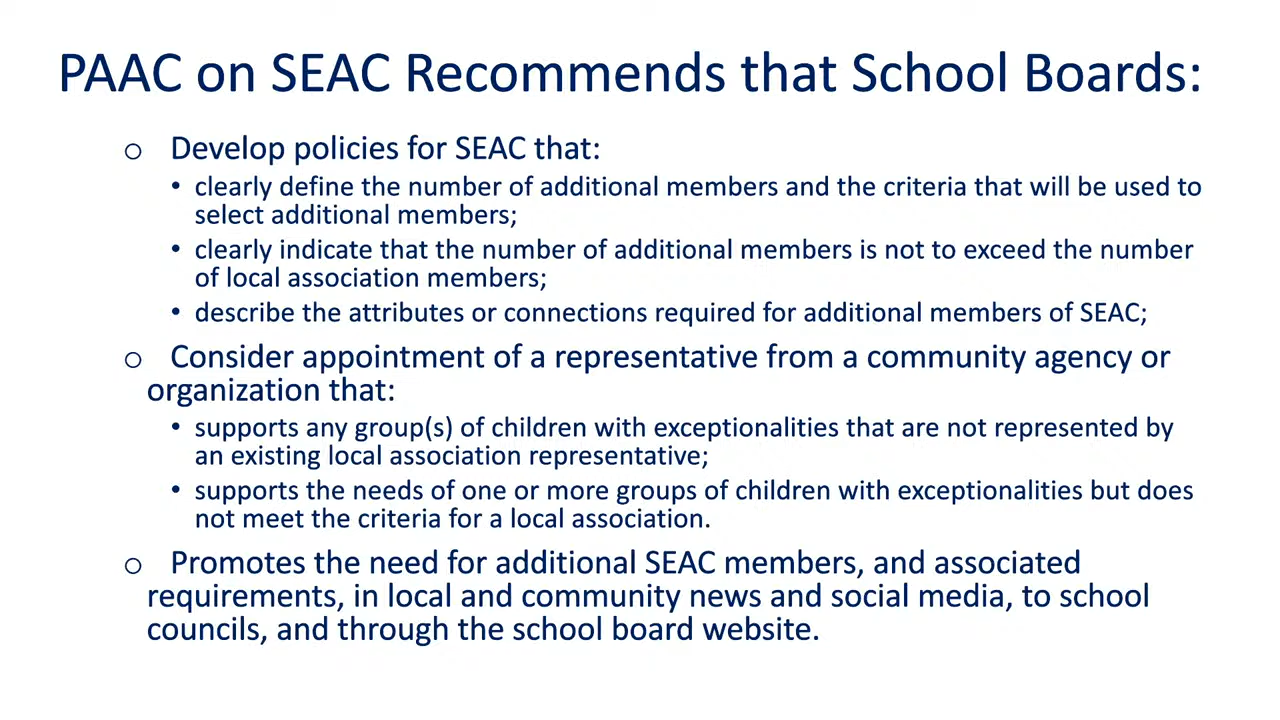 PAAC on SEAC Recommends that School Boards:
o Develop policies for SEAC that:
• clearly define the number of additional members and the criteria that will be used to
select additional members;
• clearly indicate that the number of additional members is not to exceed the number
of local association members;
• describe the attributes or connections required for additional members of SEAC;
o Consider appointment of a representative from a community agency or
organization that:
• supports any group(s) of children with exceptionalities that are not represented by
an existing local association representative;
• supports the needs of one or more groups of children with exceptionalities but does
not meet the criteria for a local association.
o Promotes the need for additional SEAC members, and associated
requirements, in local and community news and social media, to school
councils, and through the school board website.